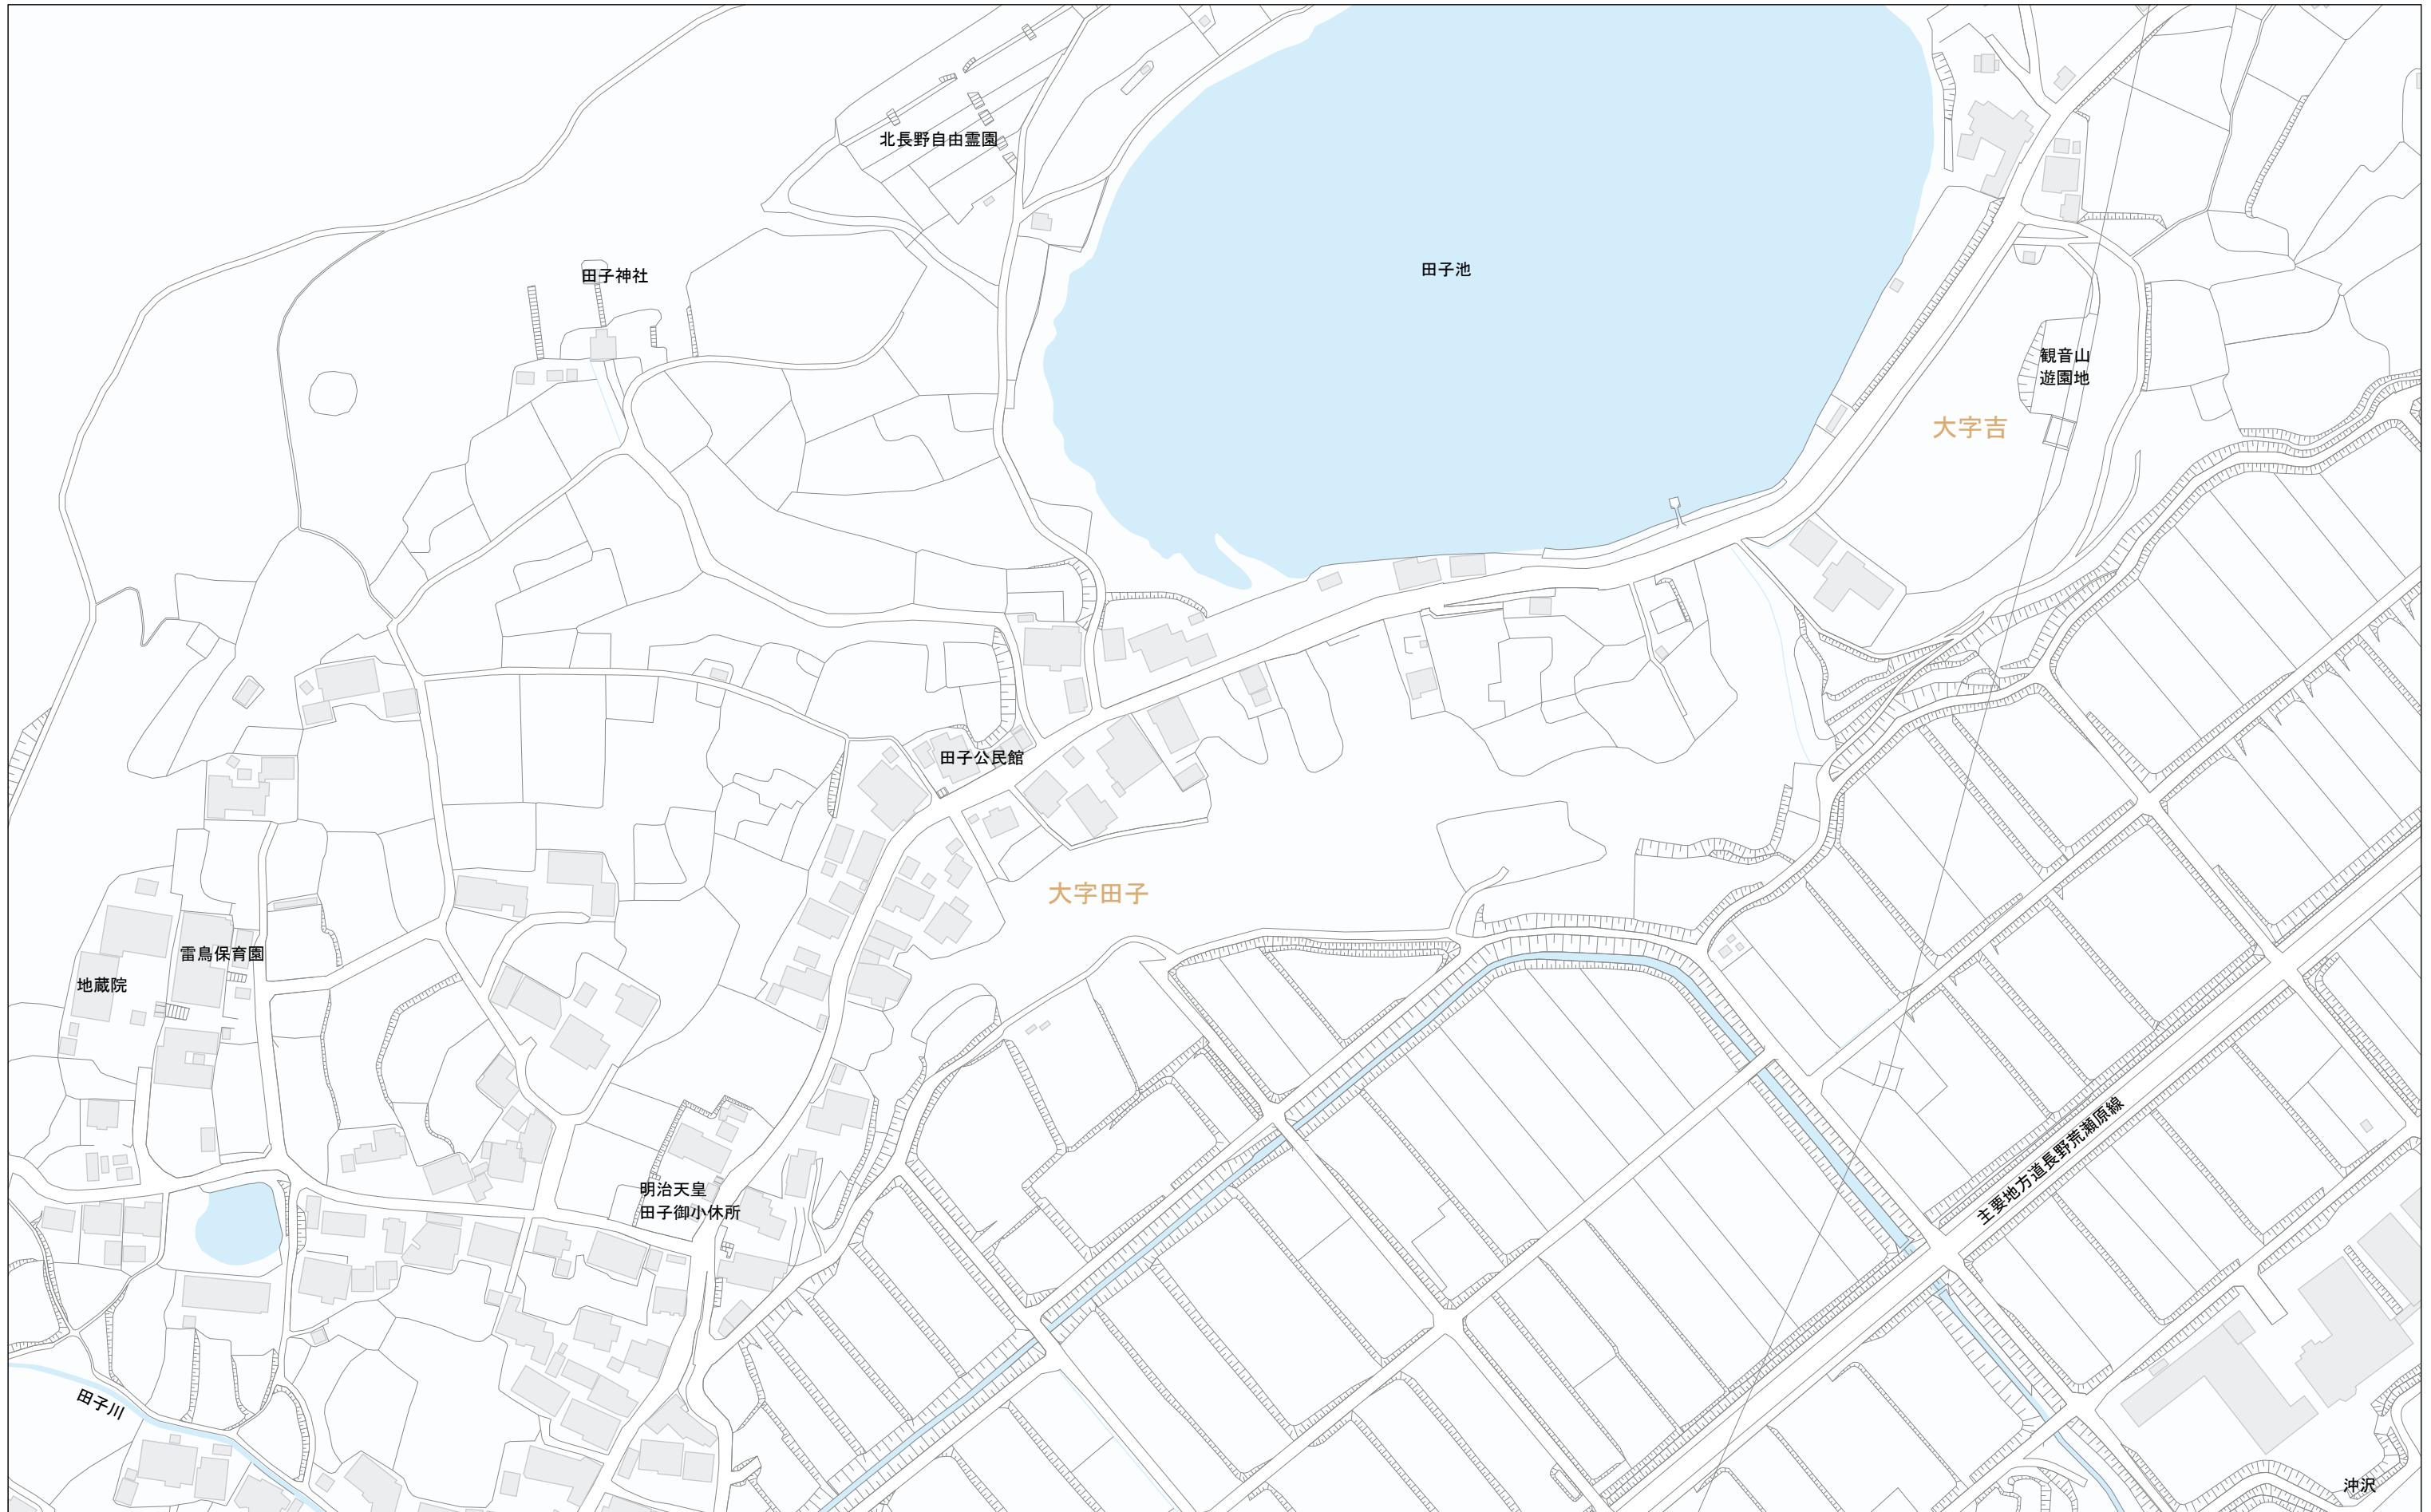 北長野自由霊園
田子神社
田子池
観音山
遊園地
大字吉
田子公民館
大字田子
雷鳥保育園
地蔵院
主要地方道長野荒瀬原線
明治天皇
田子御小休所
田子川
沖沢